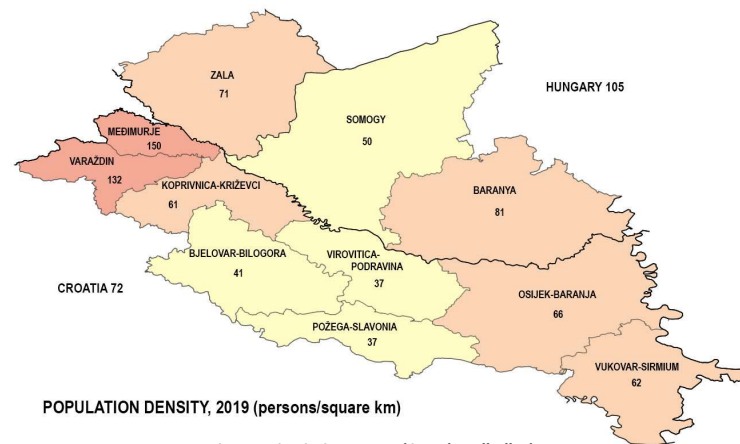 ZALA
71
HUNGARY 105
SOMOGY
50
MEĐIMURJE
150
VARAŽDIN
132
KOPRIVNICA-KRIŽEVCI
61
BARANYA
81
BJELOVAR-BILOGORA
41
VIROVITICA-
PODRAVINA
37
CROATIA 72
OSIJEK-BARANJA
66
POŽEGA-SLAVONIA
37
VUKOVAR-SIRMIUM
62
POPULATION DENSITY, 2019 (persons/square km)